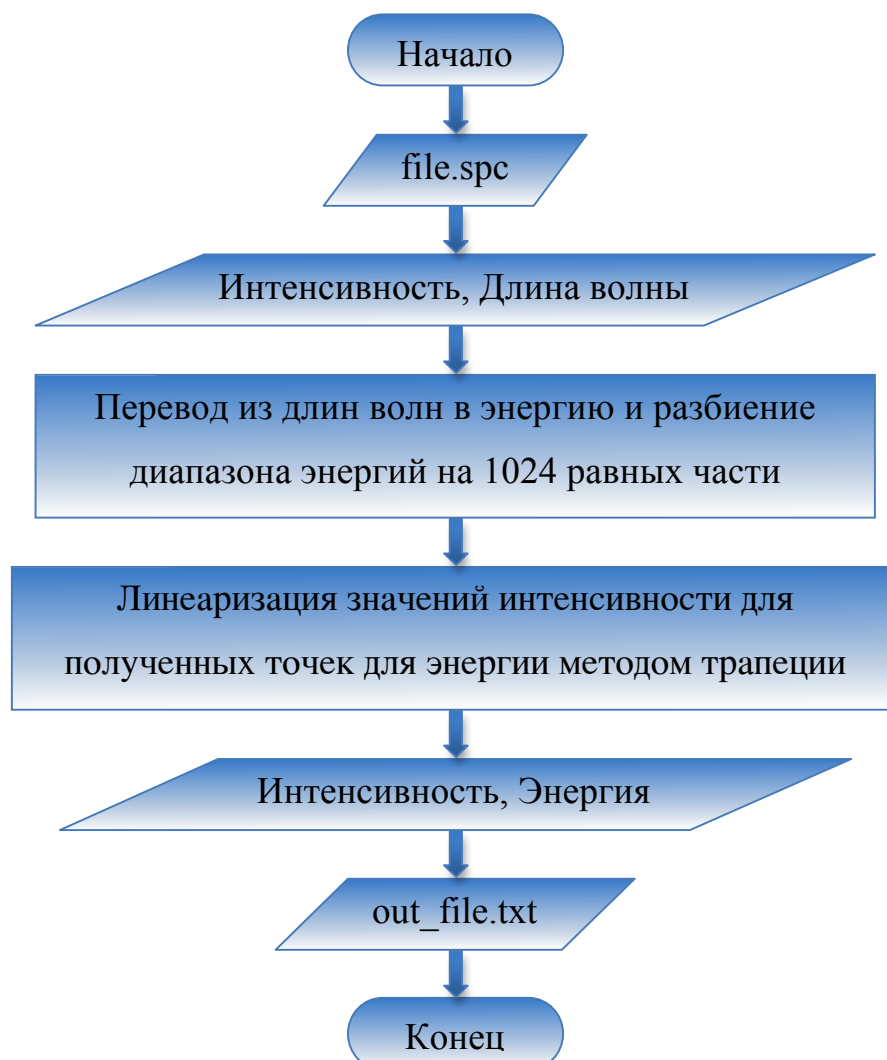 Начало
file.spc
Интенсивность, Длина волны
Перевод из длин волн в энергию и разбиение
диапазона энергий на 1024 равных части
Линеаризация значений интенсивности для
полученных точек для энергии методом трапеции
Интенсивность, Энергия
out_file.txt
Конец